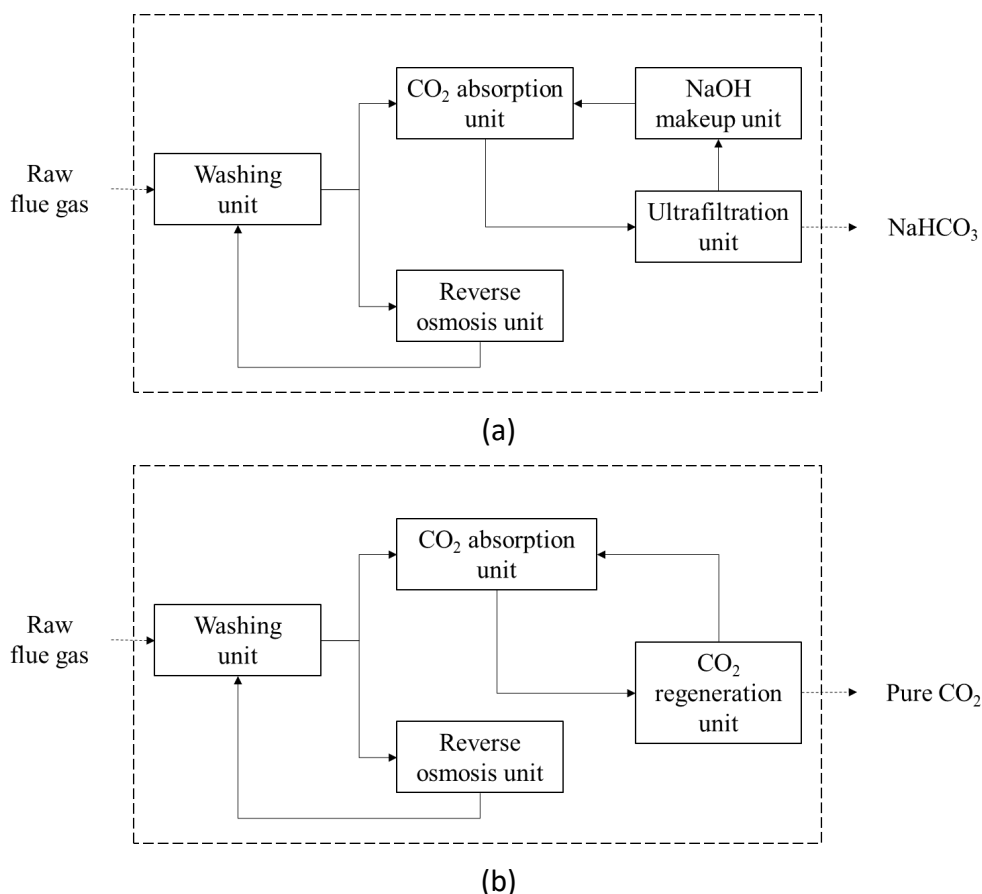 CO₂ absorption
unit
NaOH
makeup unit
Raw
flue gas
Washing
unit
Ultrafiltration
unit
NaHCO₃
Reverse
osmosis unit
(a)
CO₂ absorption
unit
Raw
flue gas
Washing
unit
CO₂
regeneration
unit
Pure CO₂
Reverse
osmosis unit
(b)